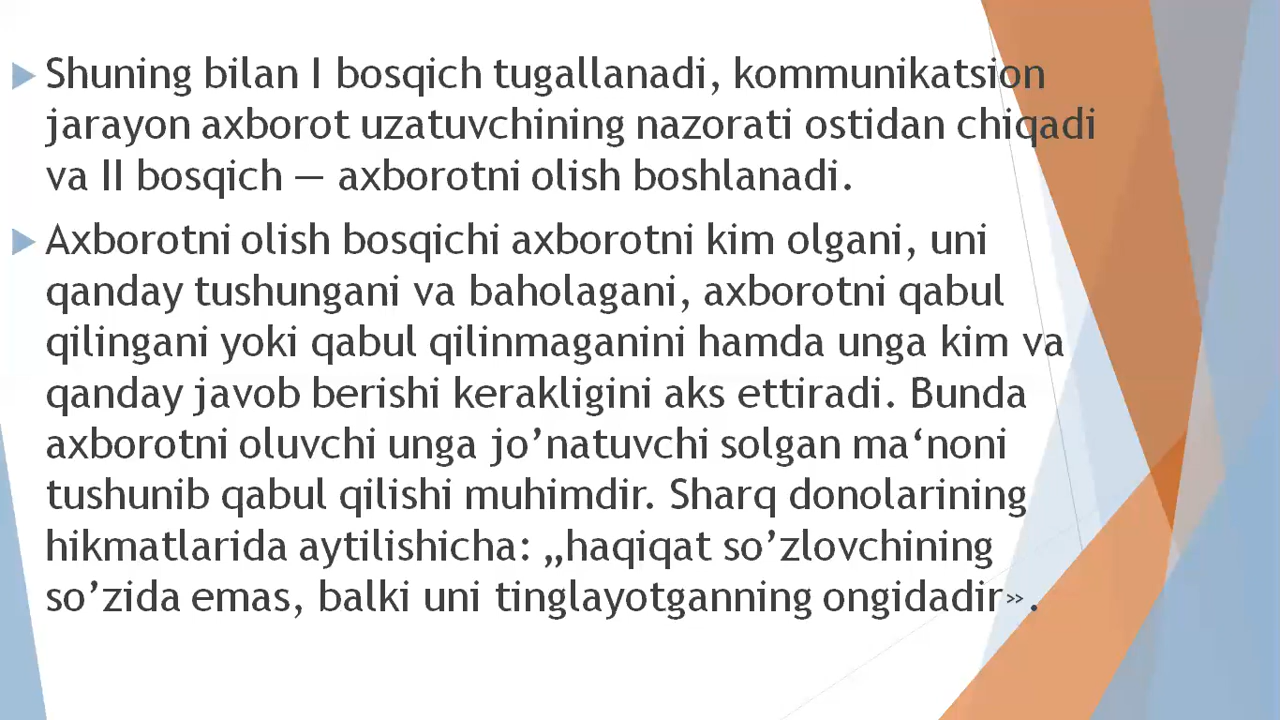 Shuning bilan I bosqich tugallanadi, kommunikatsion
jarayon axborot uzatuvchining nazorati ostidan chiqadi
va II bosqich — axborotni olish boshlanadi.
Axborotni olish bosqichi axborotni kim olgani, uni
qanday tushungani va baholagani, axborotni qabul
qilingani yoki qabul qilinmaganini hamda unga kim va
qanday javob berishi kerakligini aks ettiradi. Bunda
axborotni oluvchi unga jo’natuvchi solgan ma‘noni
tushunib qabul qilishi muhimdir. Sharq donolarining
hikmatlarida aytilishicha: „haqiqat so’zlovchining
so’zida emas, balki uni tinglayotganning ongidadir».